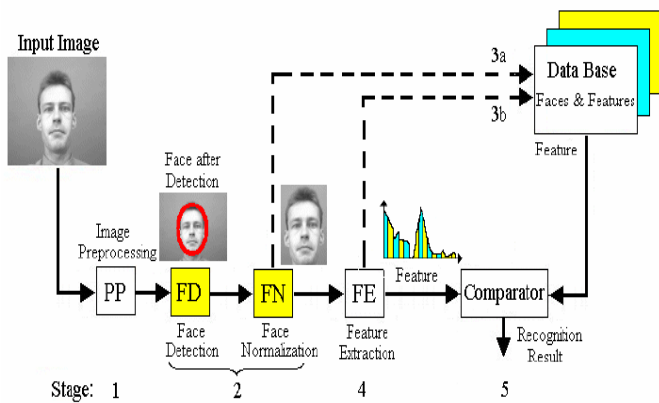 Input Image
3a
Data Base
Faces & Features
3b
Feature
Face after
Detection
Image
Preprocessing
Feature
PP
FD
FN
FE
Comparator
Face
Detection
Face
Normalization
Feature
Extraction
Recognition
Result
Stage: 1 2 4 5